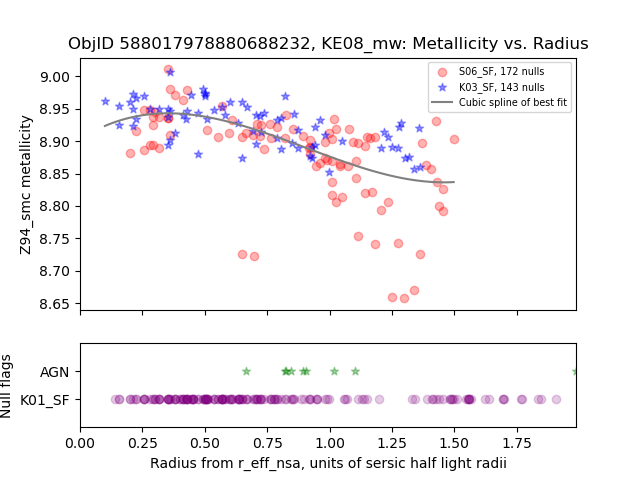 ObjID 588017978880688232, KE08_mw: Metallicity vs. Radius
S06_SF, 172 nulls
K03_SF, 143 nulls
Cubic spline of best fit
Z94_smc metallicity
9.00
8.95
8.90
8.85
8.80
8.75
8.70
8.65
Null flags
AGN
K01_SF
0.00 0.25 0.50 0.75 1.00 1.25 1.50 1.75
Radius from r_eff_nsa, units of sersic half light radii